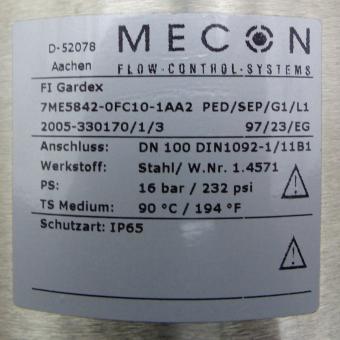 D-52078
Aachen
MECON
FLOW-CONTROL-SYSTEMS
FI Gardex
7ME5842-0FC10-1AA2 PED/SEP/G1/L1
2005-330170/1/3 97/23/EG
Anschluss: DN 100 DIN1092-1/11B1
Werkstoff: Stahl/ W.Nr. 1.4571
PS: 16 bar / 232 psi
TS Medium: 90 °C / 194 °F
Schutzart: IP65